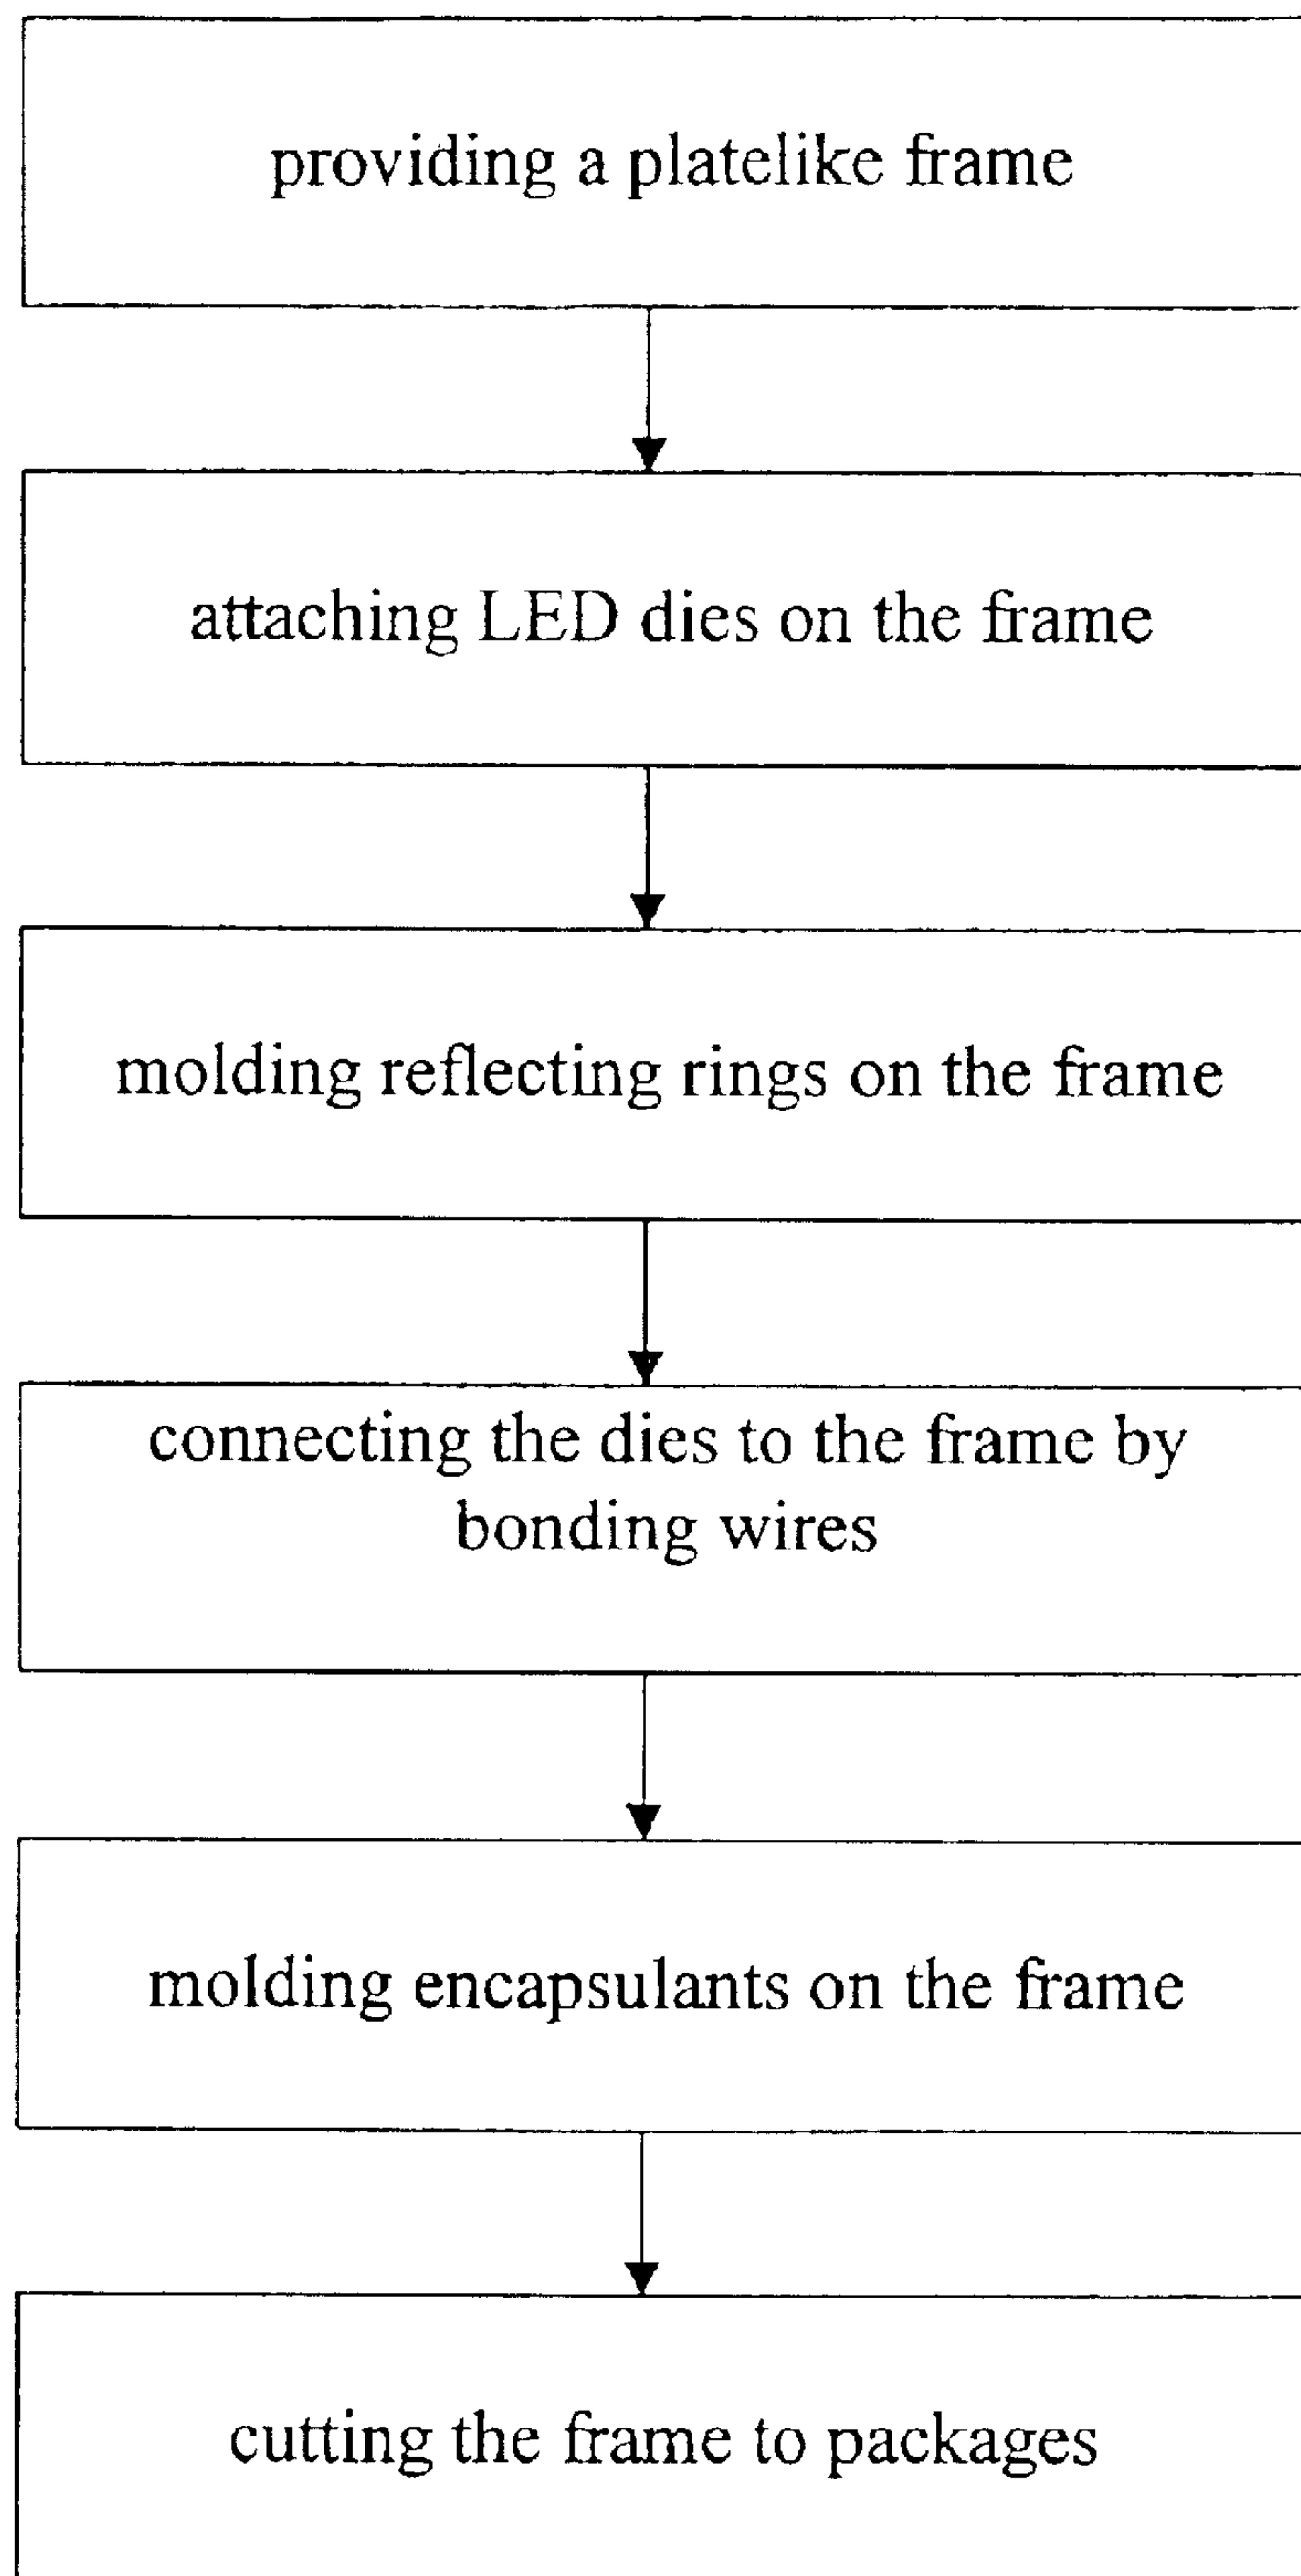 providing a platelike frame
attaching LED dies on the frame
molding reflecting rings on the frame
connecting the dies to the frame by
bonding wires
molding encapsulants on the frame
cutting the frame to packages